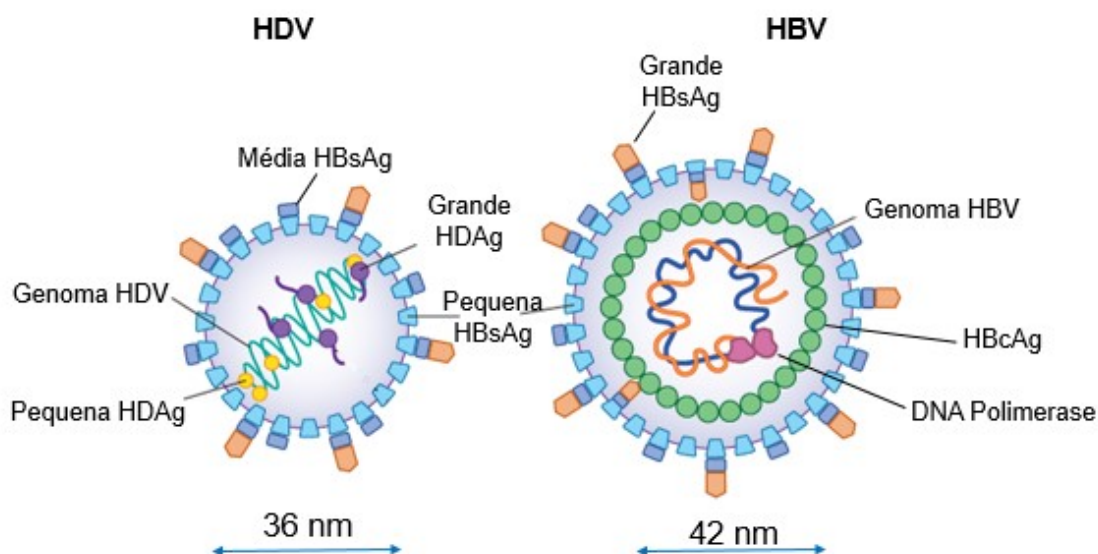 HDV
HBV
Grande
HBsAg
Média HBsAg
Grande
HDAg
Genoma HBV
Genoma HDV
Pequena
HBsAg
HBcAg
Pequena HDAg
DNA Polimerase
36 nm
42 nm